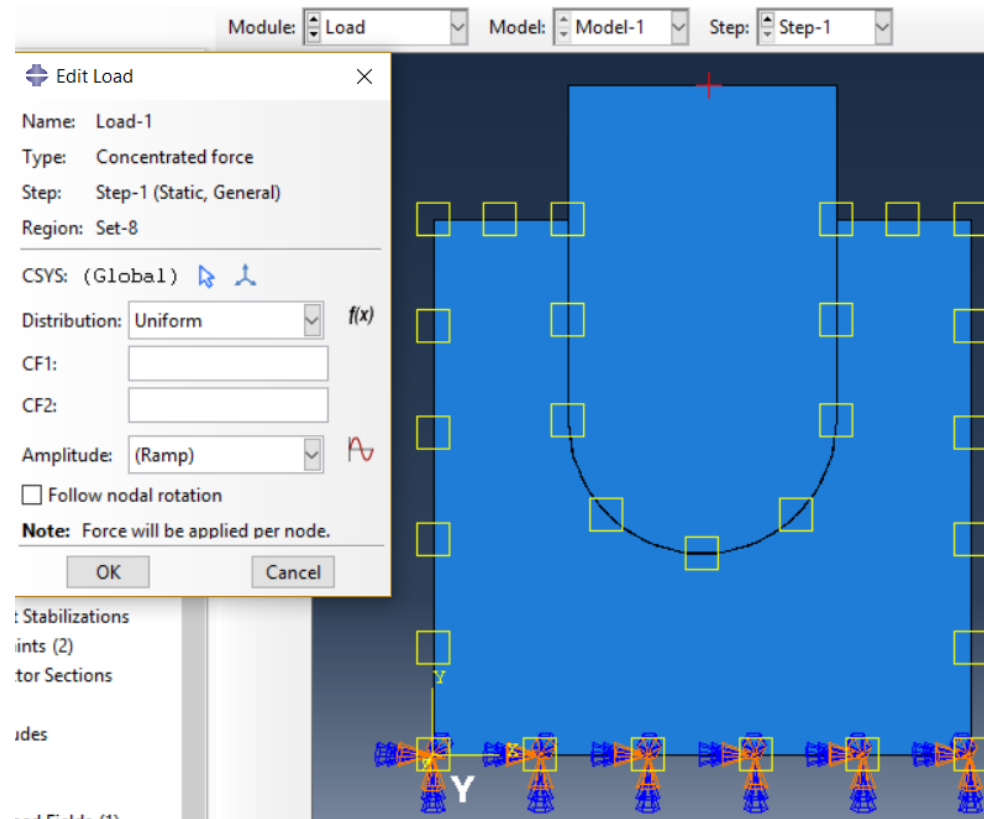 Module: Load Model: Model-1 Step: Step-1
Edit Load
Name: Load-1
Type: Concentrated force
Step: Step-1 (Static, General)
Region: Set-8
CSYS: (Global)
Distribution: Uniform f(x)
CF1:
CF2:
Amplitude: (Ramp)
Follow nodal rotation
Note: Force will be applied per node.
OK Cancel
t Stabilizations
ints (2)
tor Sections
udes
Y
X
Y